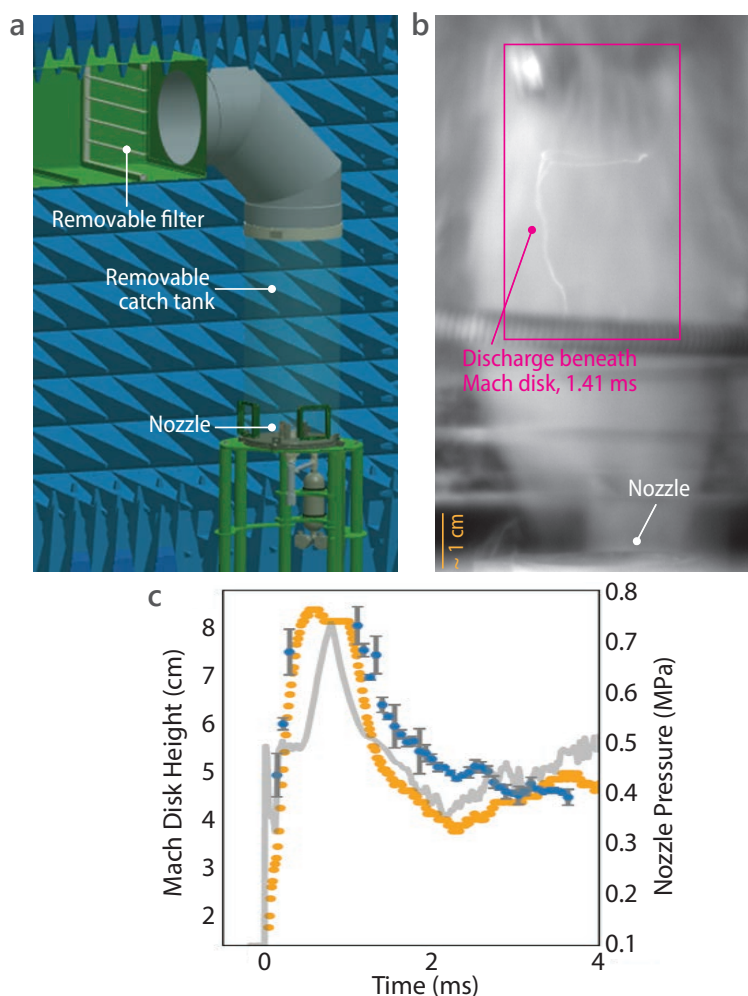 a
Removable filter
Removable
catch tank
Nozzle
b
Discharge beneath
Mach disk, 1.41 ms
Nozzle
~ 1 cm
c
Mach Disk Height (cm)
8
7
6
5
4
3
2
0
2
4
Time (ms)
0.8
0.7
0.6
0.5
0.4
0.3
0.2
0.1
Nozzle Pressure (MPa)